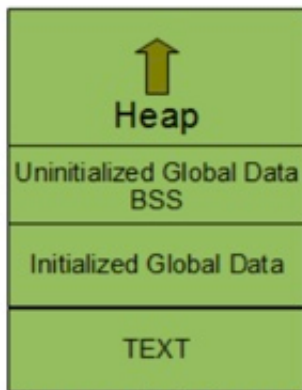 Heap
Uninitialized Global Data
BSS
Initialized Global Data
TEXT